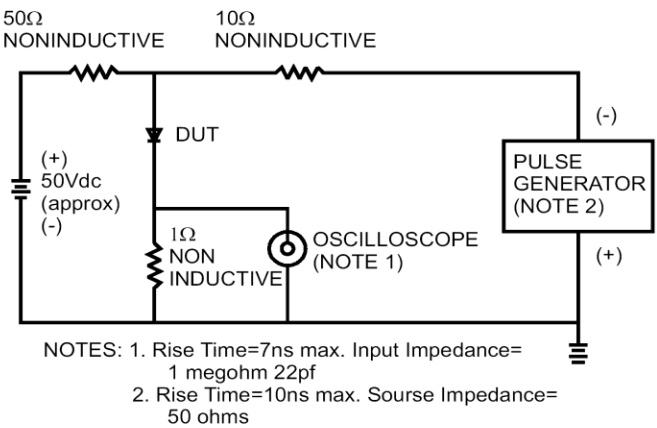 50Ω
NONINDUCTIVE
10Ω
NONINDUCTIVE
DUT
(+)
50Vdc
(approx)
(-)
1Ω
NON
INDUCTIVE
OSCILLOSCOPE
(NOTE 1)
(-)
PULSE
GENERATOR
(NOTE 2)
(+)
NOTES: 1. Rise Time=7ns max. Input Impedance=
1 megohm 22pf
2. Rise Time=10ns max. Sourse Impedance=
50 ohms